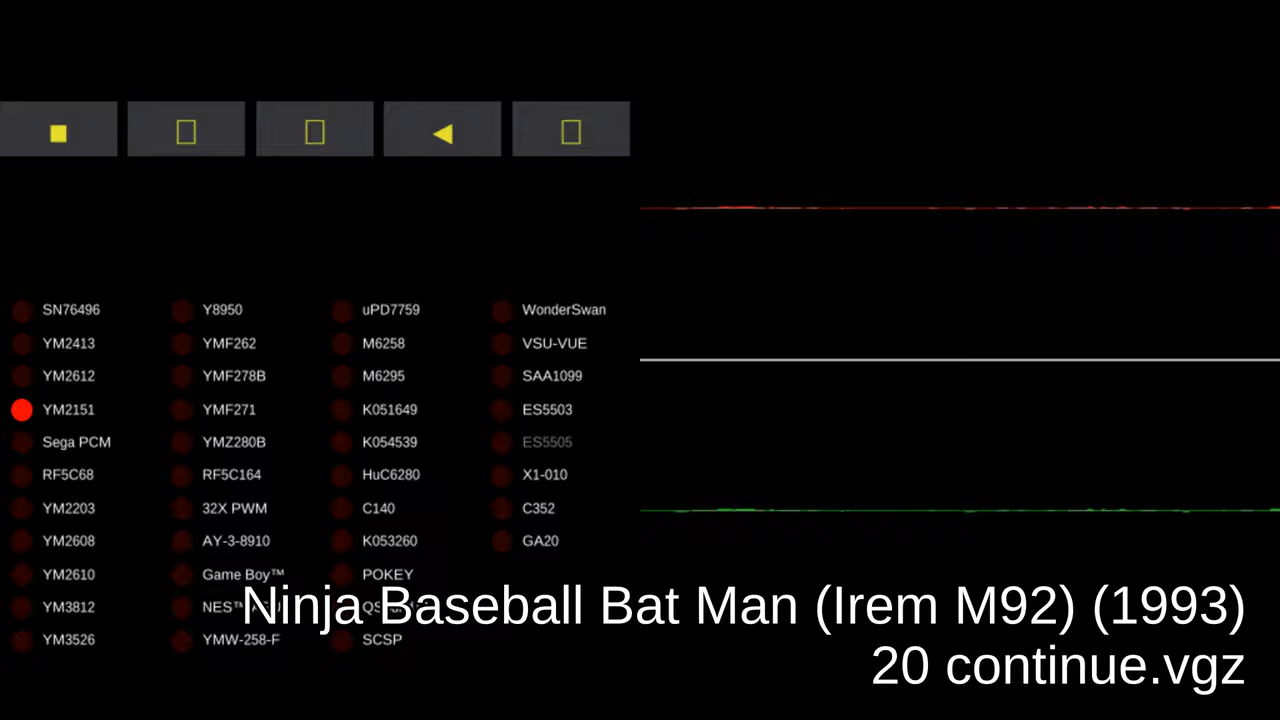 SN76496 Y8950 uPD7759 WonderSwan
YM2413 YMF262 M6258 VSU-VUE
YM2612 YMF278B M6295 SAA1099
YM2151 YMF271 K051649 ES5503
Sega PCM YMZ280B K054539 ES5505
RF5C68 RF5C164 HuC6280 X1-010
YM2203 32X PWM C140 C352
YM2608 AY-3-8910 K053260 GA20
YM2610 Game Boy™ POKEY
YM3812 NES™
YM3526 YMW-258-F SCSP
Ninja Baseball Bat Man (Irem M92) (1993)
20 continue.vgz